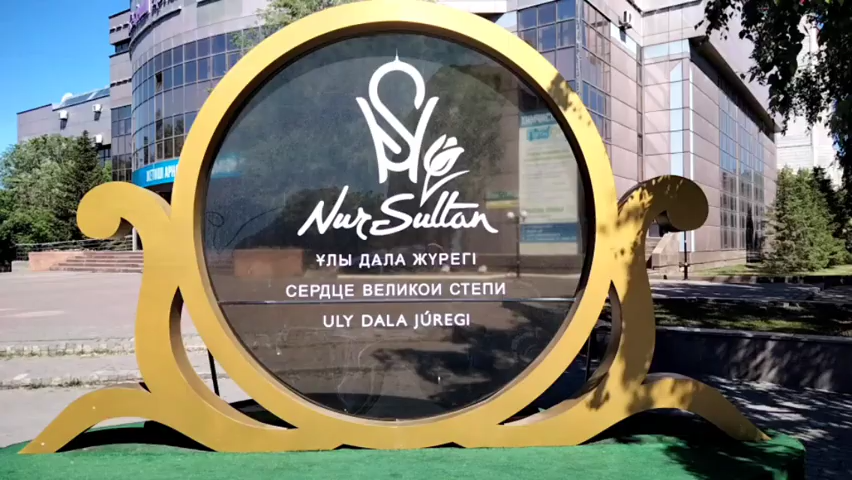 Nur Sultan
ҰЛЫ ДАЛА ЖҮРЕГІ
СЕРДЦЕ ВЕЛИКОИ СТЕПИ
ULY DALA JÚREGI